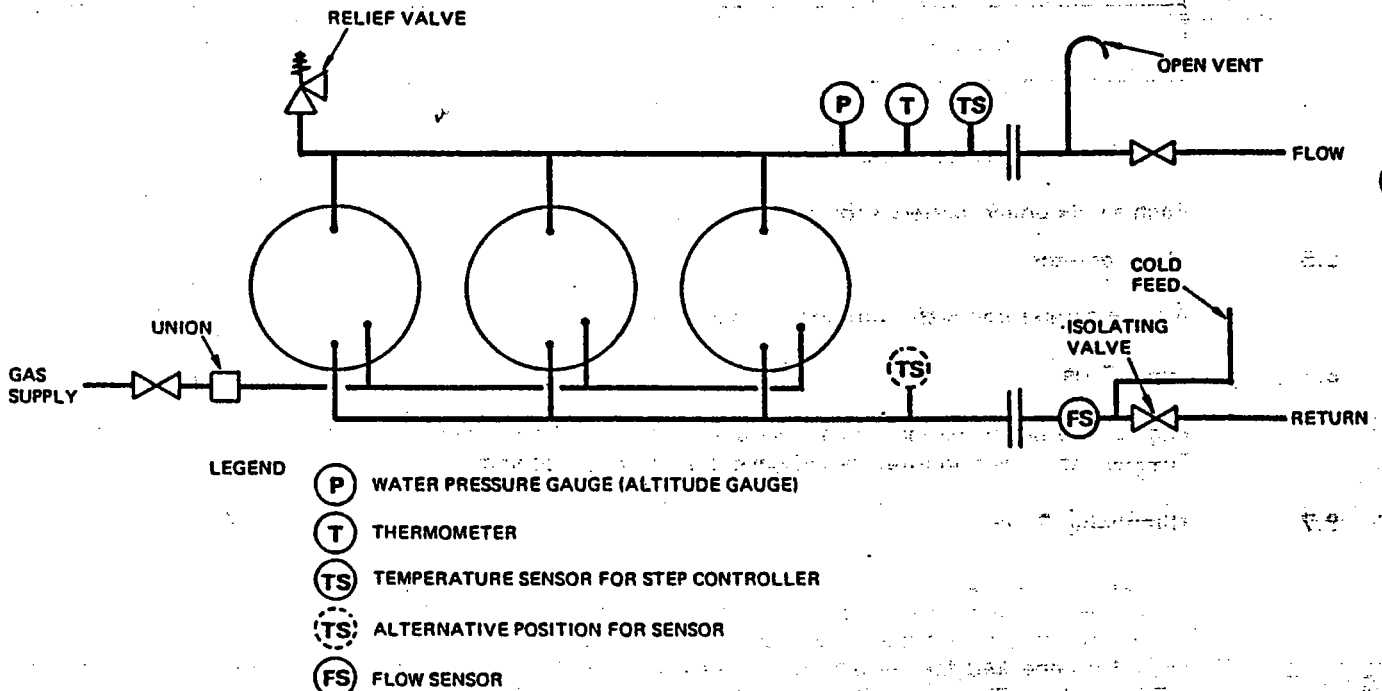 RELIEF VALVE
OPEN VENT
P
T
TS
FLOW
COLD
FEED
ISOLATING
VALVE
UNION
GAS
SUPPLY
TS
FS
RETURN
LEGEND
P WATER PRESSURE GAUGE (ALTITUDE GAUGE)
T THERMOMETER
TS TEMPERATURE SENSOR FOR STEP CONTROLLER
TS ALTERNATIVE POSITION FOR SENSOR
FS FLOW SENSOR